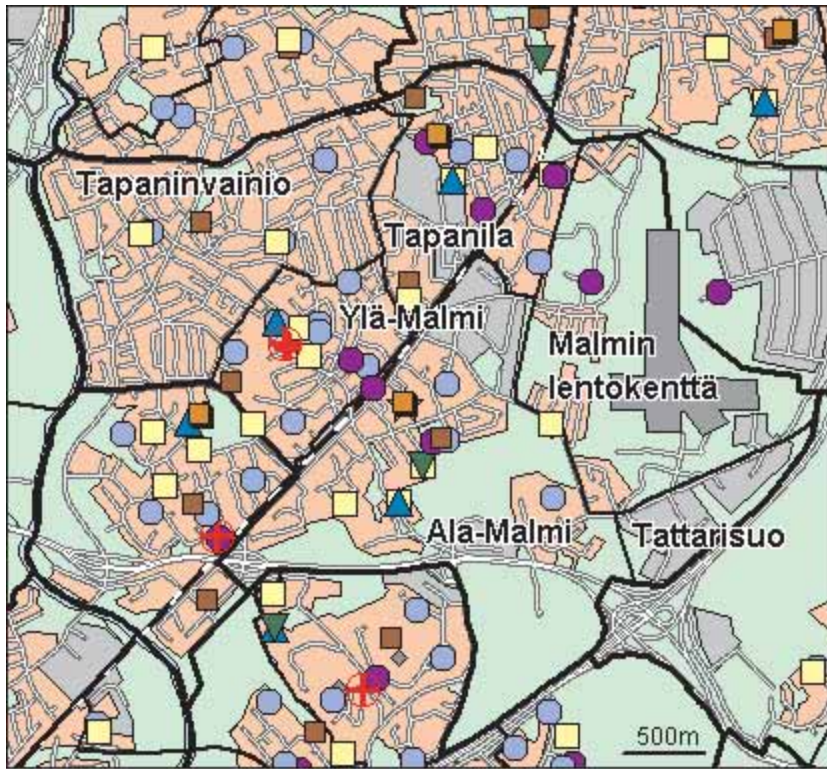 Tapaninvainio
Tapanila
Ylä-Malmi
Malmin
lentokenttä
Ala-Malmi
Tattarisuo
500m